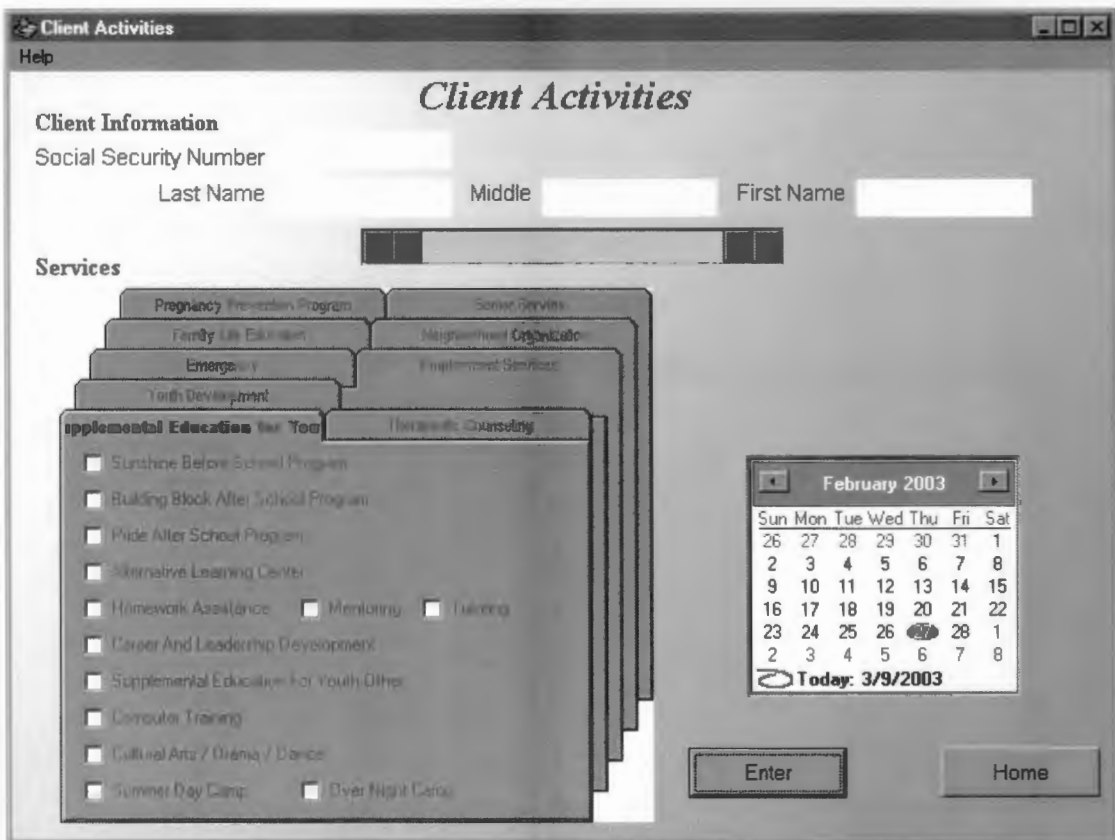 Client Activities
Help
Client Activities
Client Information
Social Security Number
Last Name Middle First Name
Services
Pregnancy Prevention Program Senior Service
Family Life Education Neighborhood Organization
Emergency Employment Services
Youth Development
upplemental Education for Yout Therapeutic Counseling
Sunshine Before School Program
Building Block After School Program
Pride After School Program
Alternative Learning Center
Homework Assistance Mentoring Tutoring
Career And Leadership Development
Supplemental Education For Youth Other
Computer Training
Cultural Arts / Drama / Dance
Summer Day Camp Over Night Camp
February 2003
Sun Mon Tue Wed Thu Fri Sat
26 27 28 29 30 31 1
2 3 4 5 6 7 8
9 10 11 12 13 14 15
16 17 18 19 20 21 22
23 24 25 26 27 28 1
2 3 4 5 6 7 8
Today: 3/9/2003
Enter Home